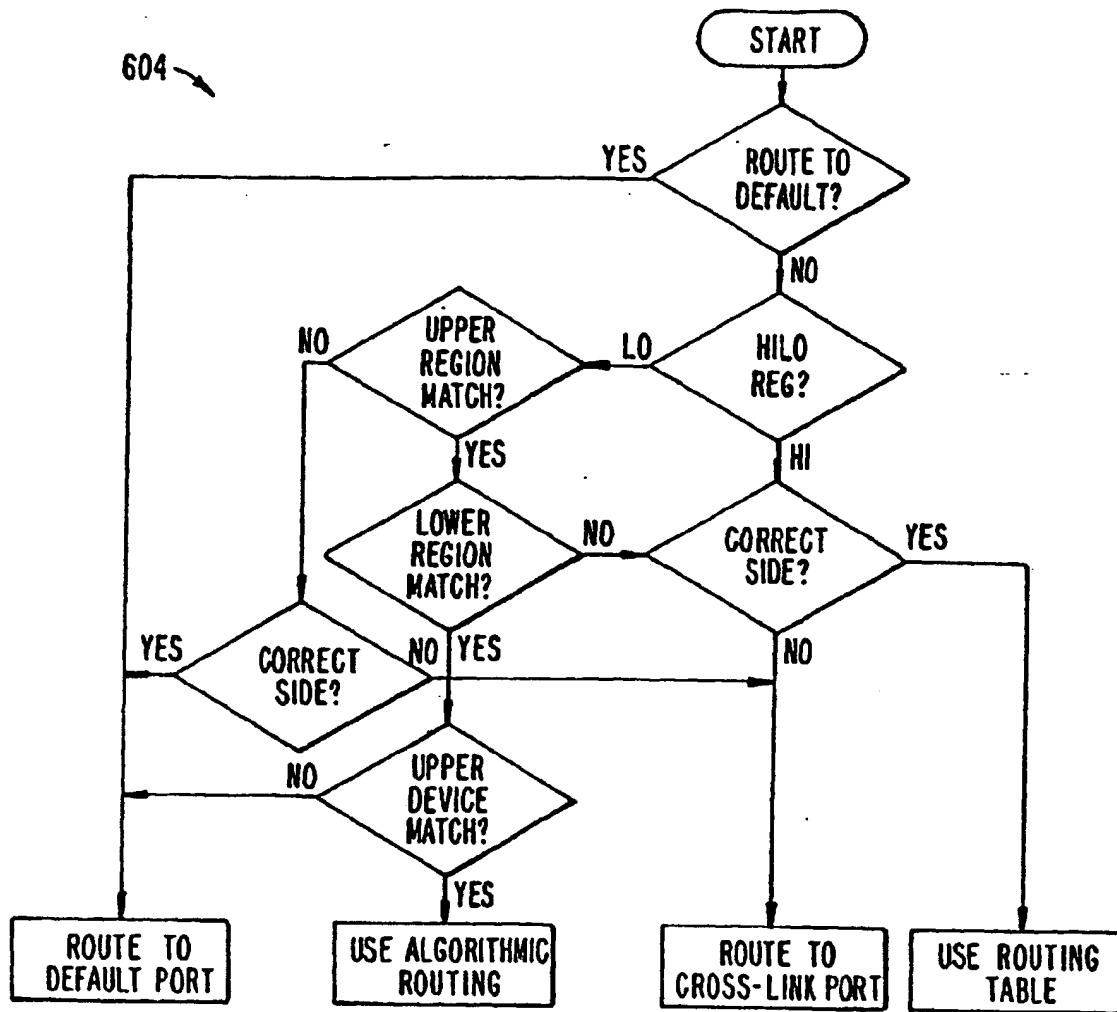 START
604
YES
ROUTE TO
DEFAULT?
NO
NO
UPPER
REGION
MATCH?
LO
HILO
REG?
YES
HI
LOWER
REGION
MATCH?
NO
CORRECT
SIDE?
YES
YES
CORRECT
SIDE?
NO
YES
NO
NO
UPPER
DEVICE
MATCH?
YES
ROUTE TO
DEFAULT PORT
USE ALGORITHMIC
ROUTING
ROUTE TO
CROSS-LINK PORT
USE ROUTING
TABLE